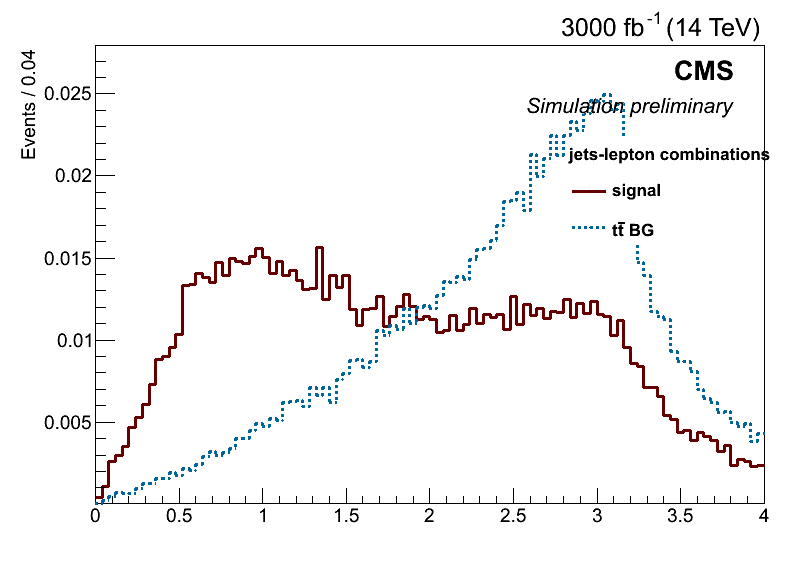 3000 fb-1 (14 TeV)
Events / 0.04
CMS
Simulation preliminary
jets-lepton combinations
signal
tt̅ BG
0.025
0.02
0.015
0.01
0.005
0 0.5 1 1.5 2 2.5 3 3.5 4